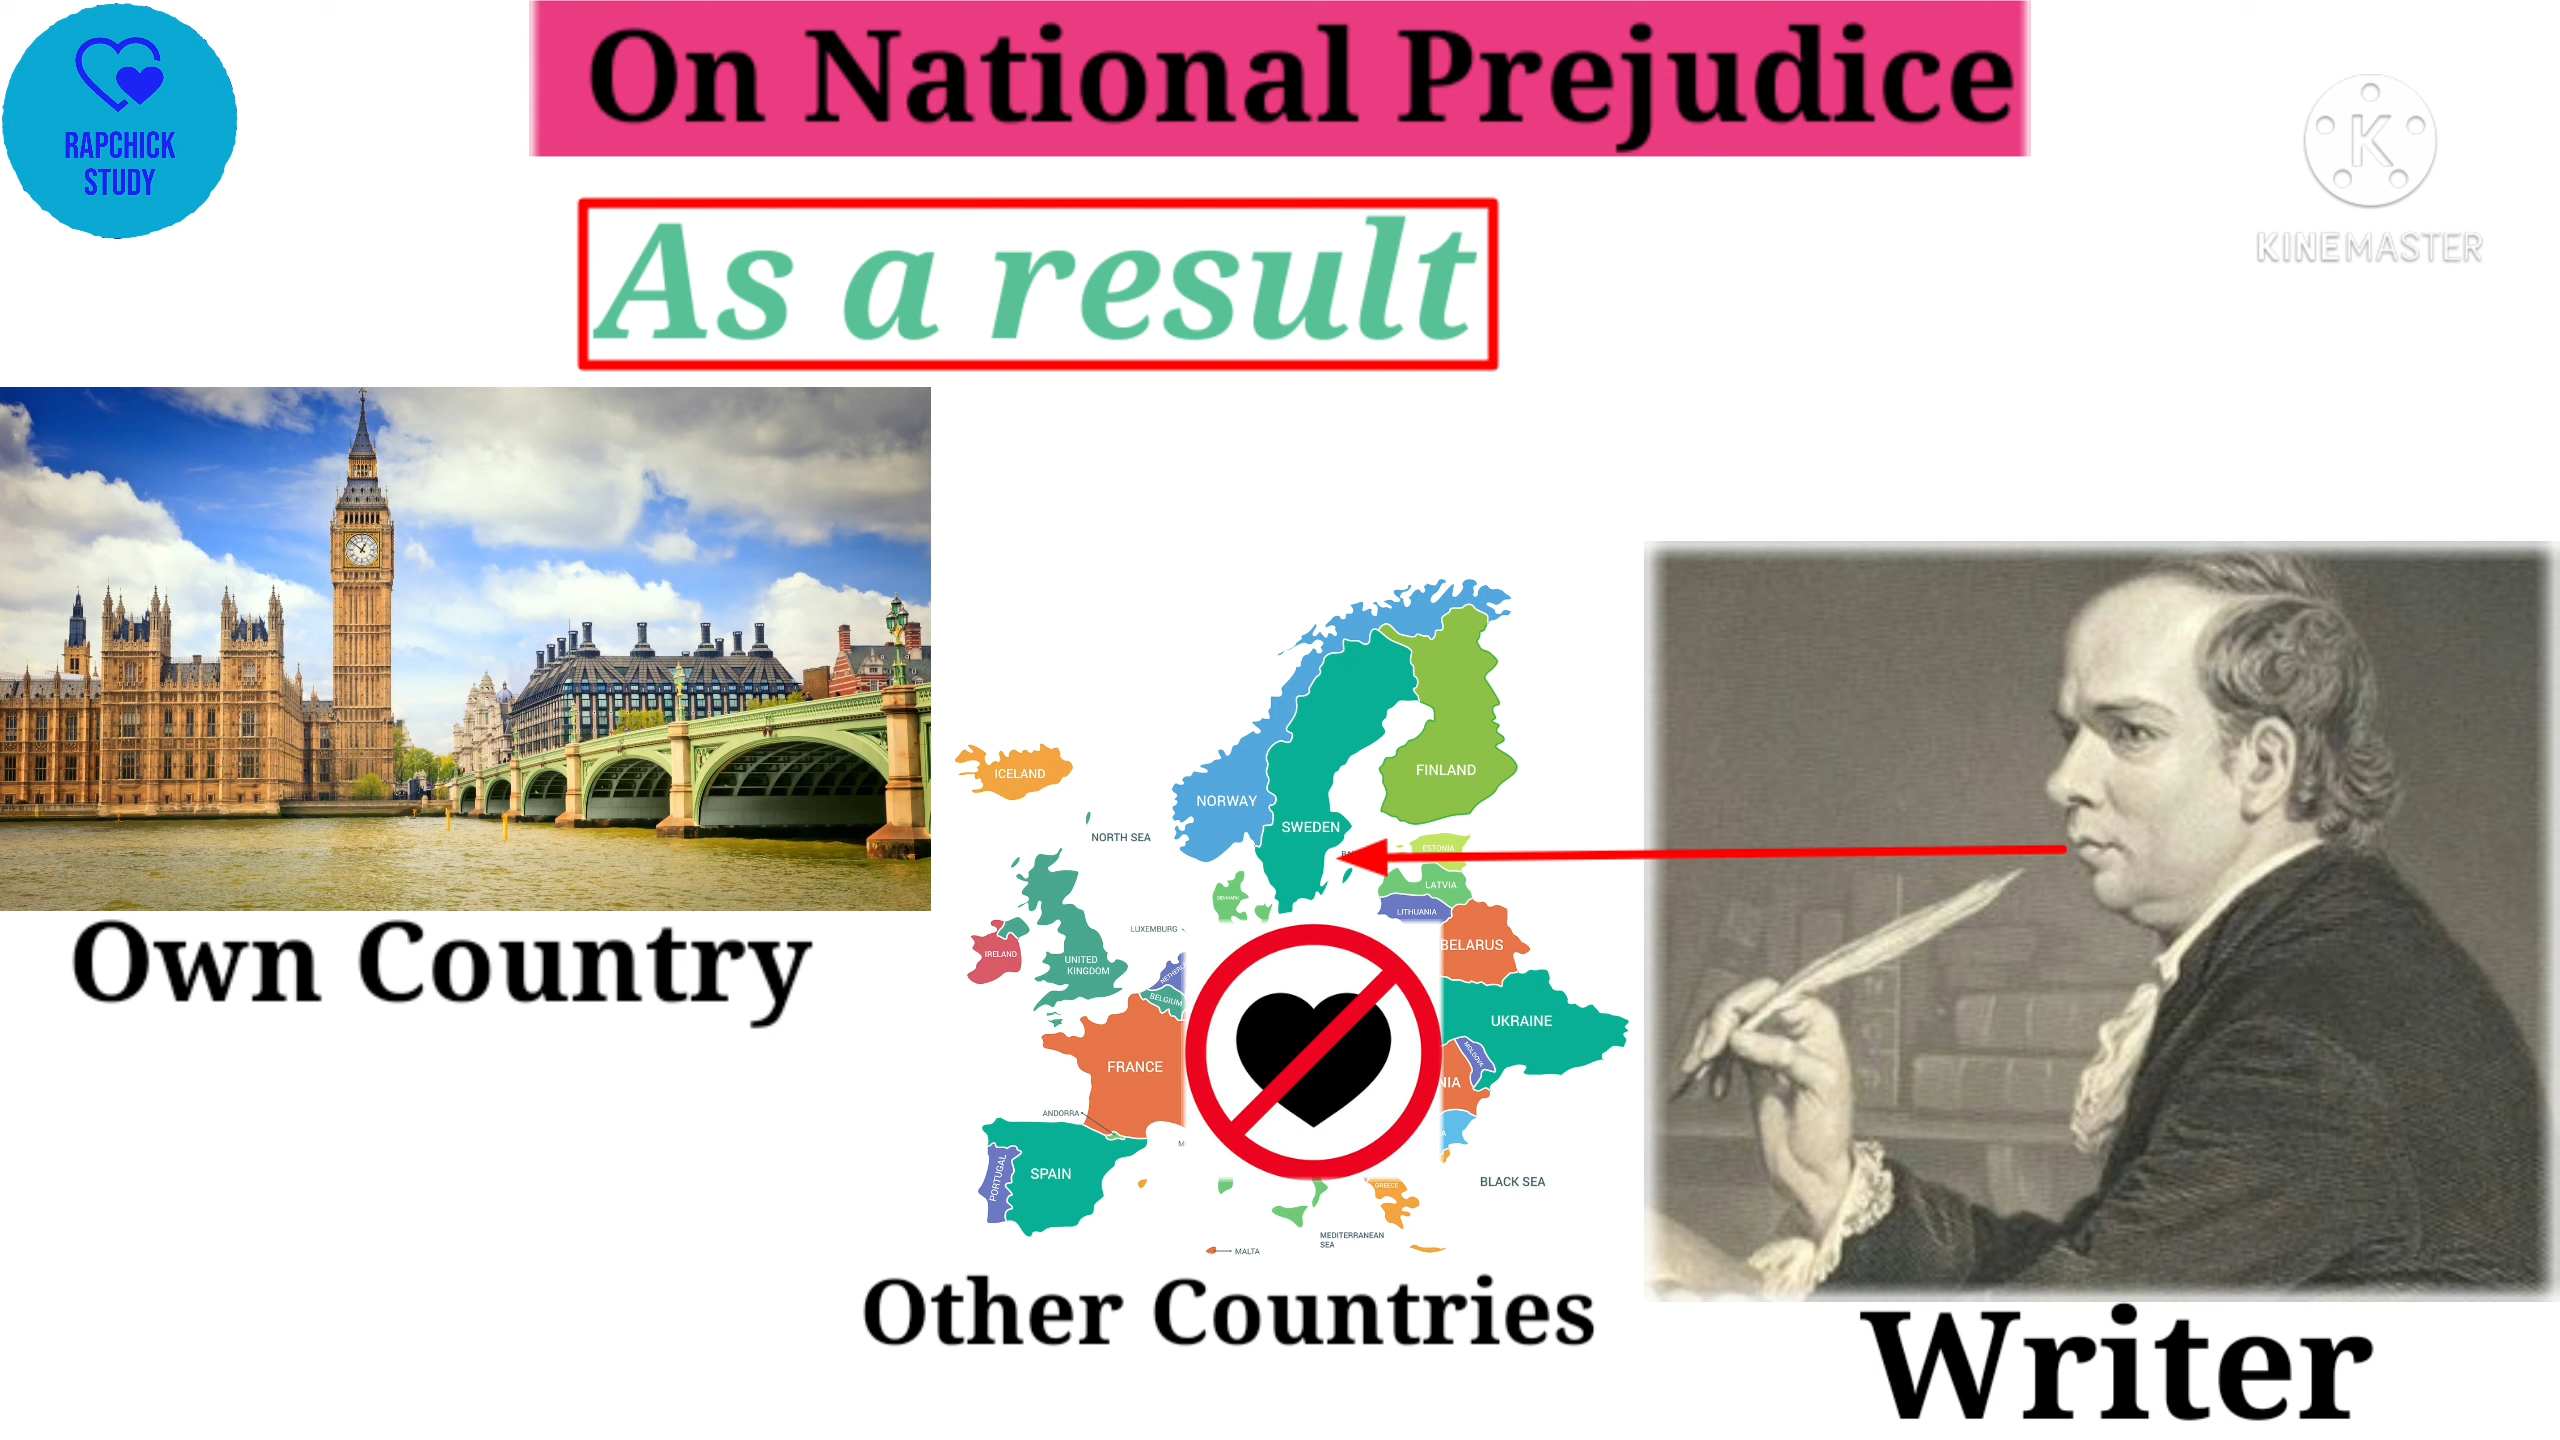 On National Prejudice
RAPCHICK
STUDY
K
KINEMASTER
As a result
ICELAND
NORWAY
SWEDEN
FINLAND
NORTH SEA
ESTONIA
LATVIA
LITHUANIA
DENMARK
LUXEMBURG
BELARUS
IRELAND
UNITED
KINGDOM
BELGIUM
UKRAINE
MOLDOVA
FRANCE
ANDORRA
SPAIN
PORTUGAL
GREECE
BLACK SEA
MEDITERRANEAN
SEA
MALTA
Own Country
Other Countries
Writer